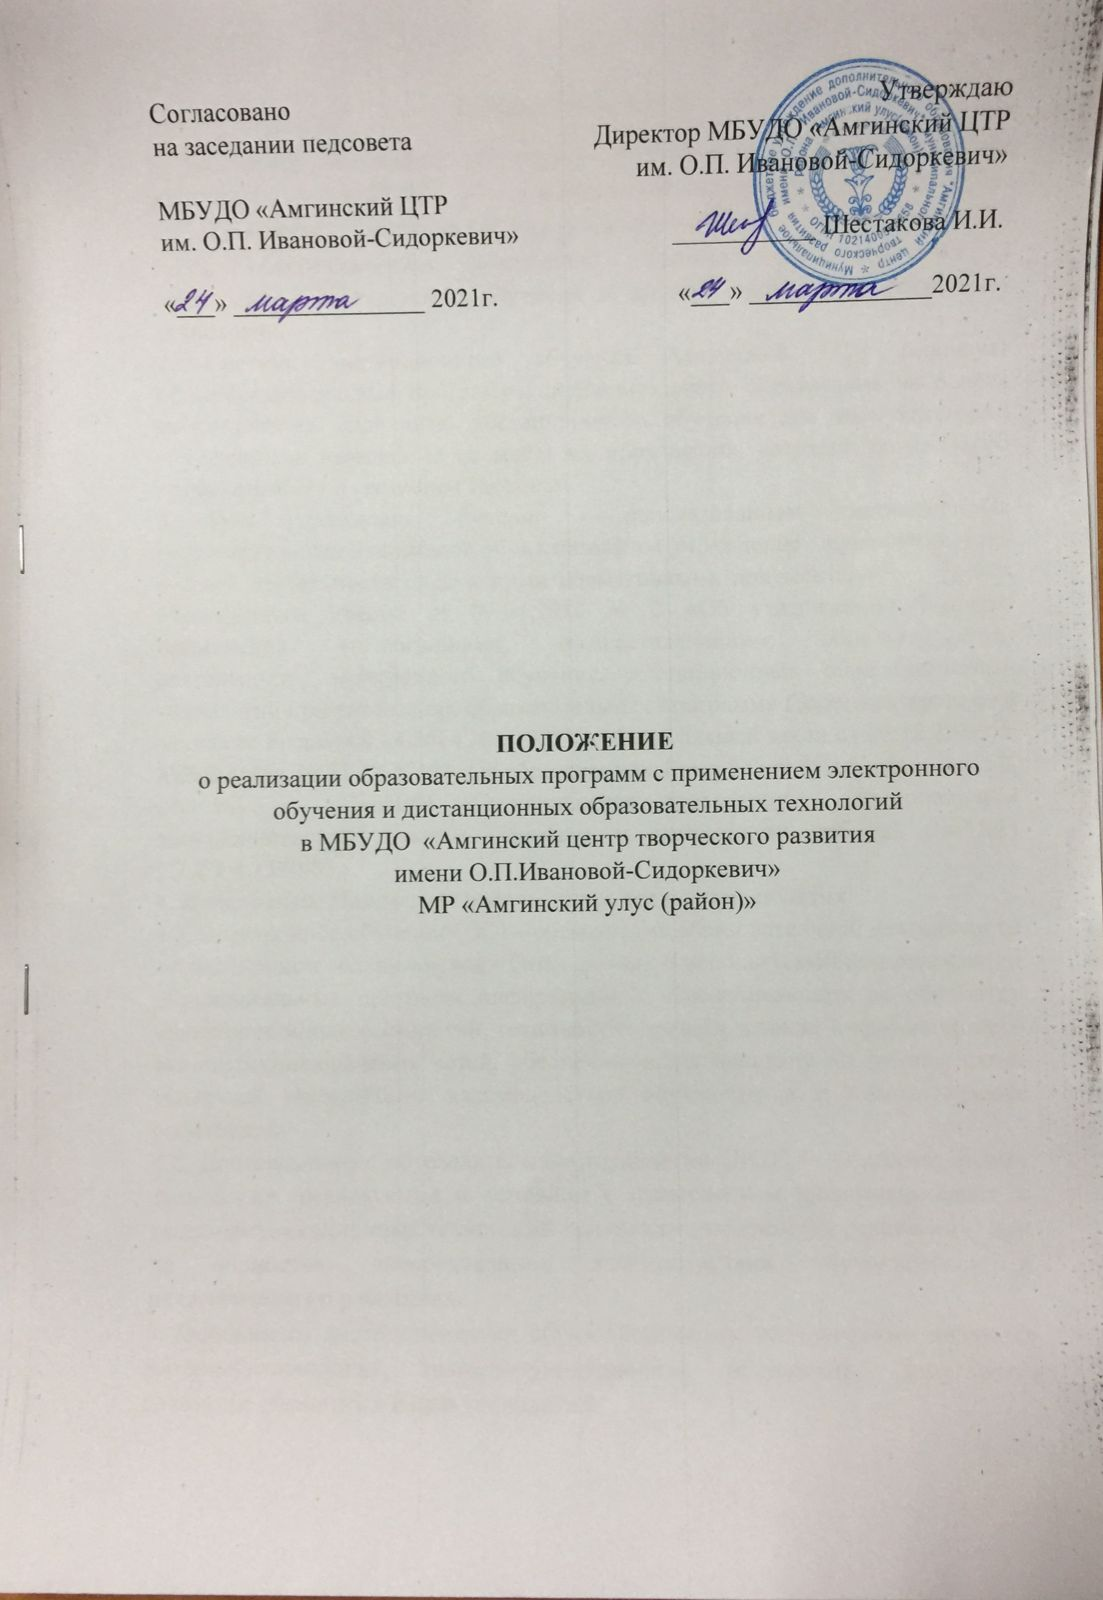 Согласовано
на заседании педсовета
МБУДО «Амгинский ЦТР
им. О.П. Ивановой-Сидоркевич»
«24» марта 2021г.
Утверждаю
Директор МБУДО «Амгинский ЦТР
им. О.П. Ивановой-Сидоркевич»
Шестакова И.И.
«24» марта 2021г.
ПОЛОЖЕНИЕ
о реализации образовательных программ с применением электронного
обучения и дистанционных образовательных технологий
в МБУДО «Амгинский центр творческого развития
имени О.П.Ивановой-Сидоркевич»
МР «Амгинский улус (район)»